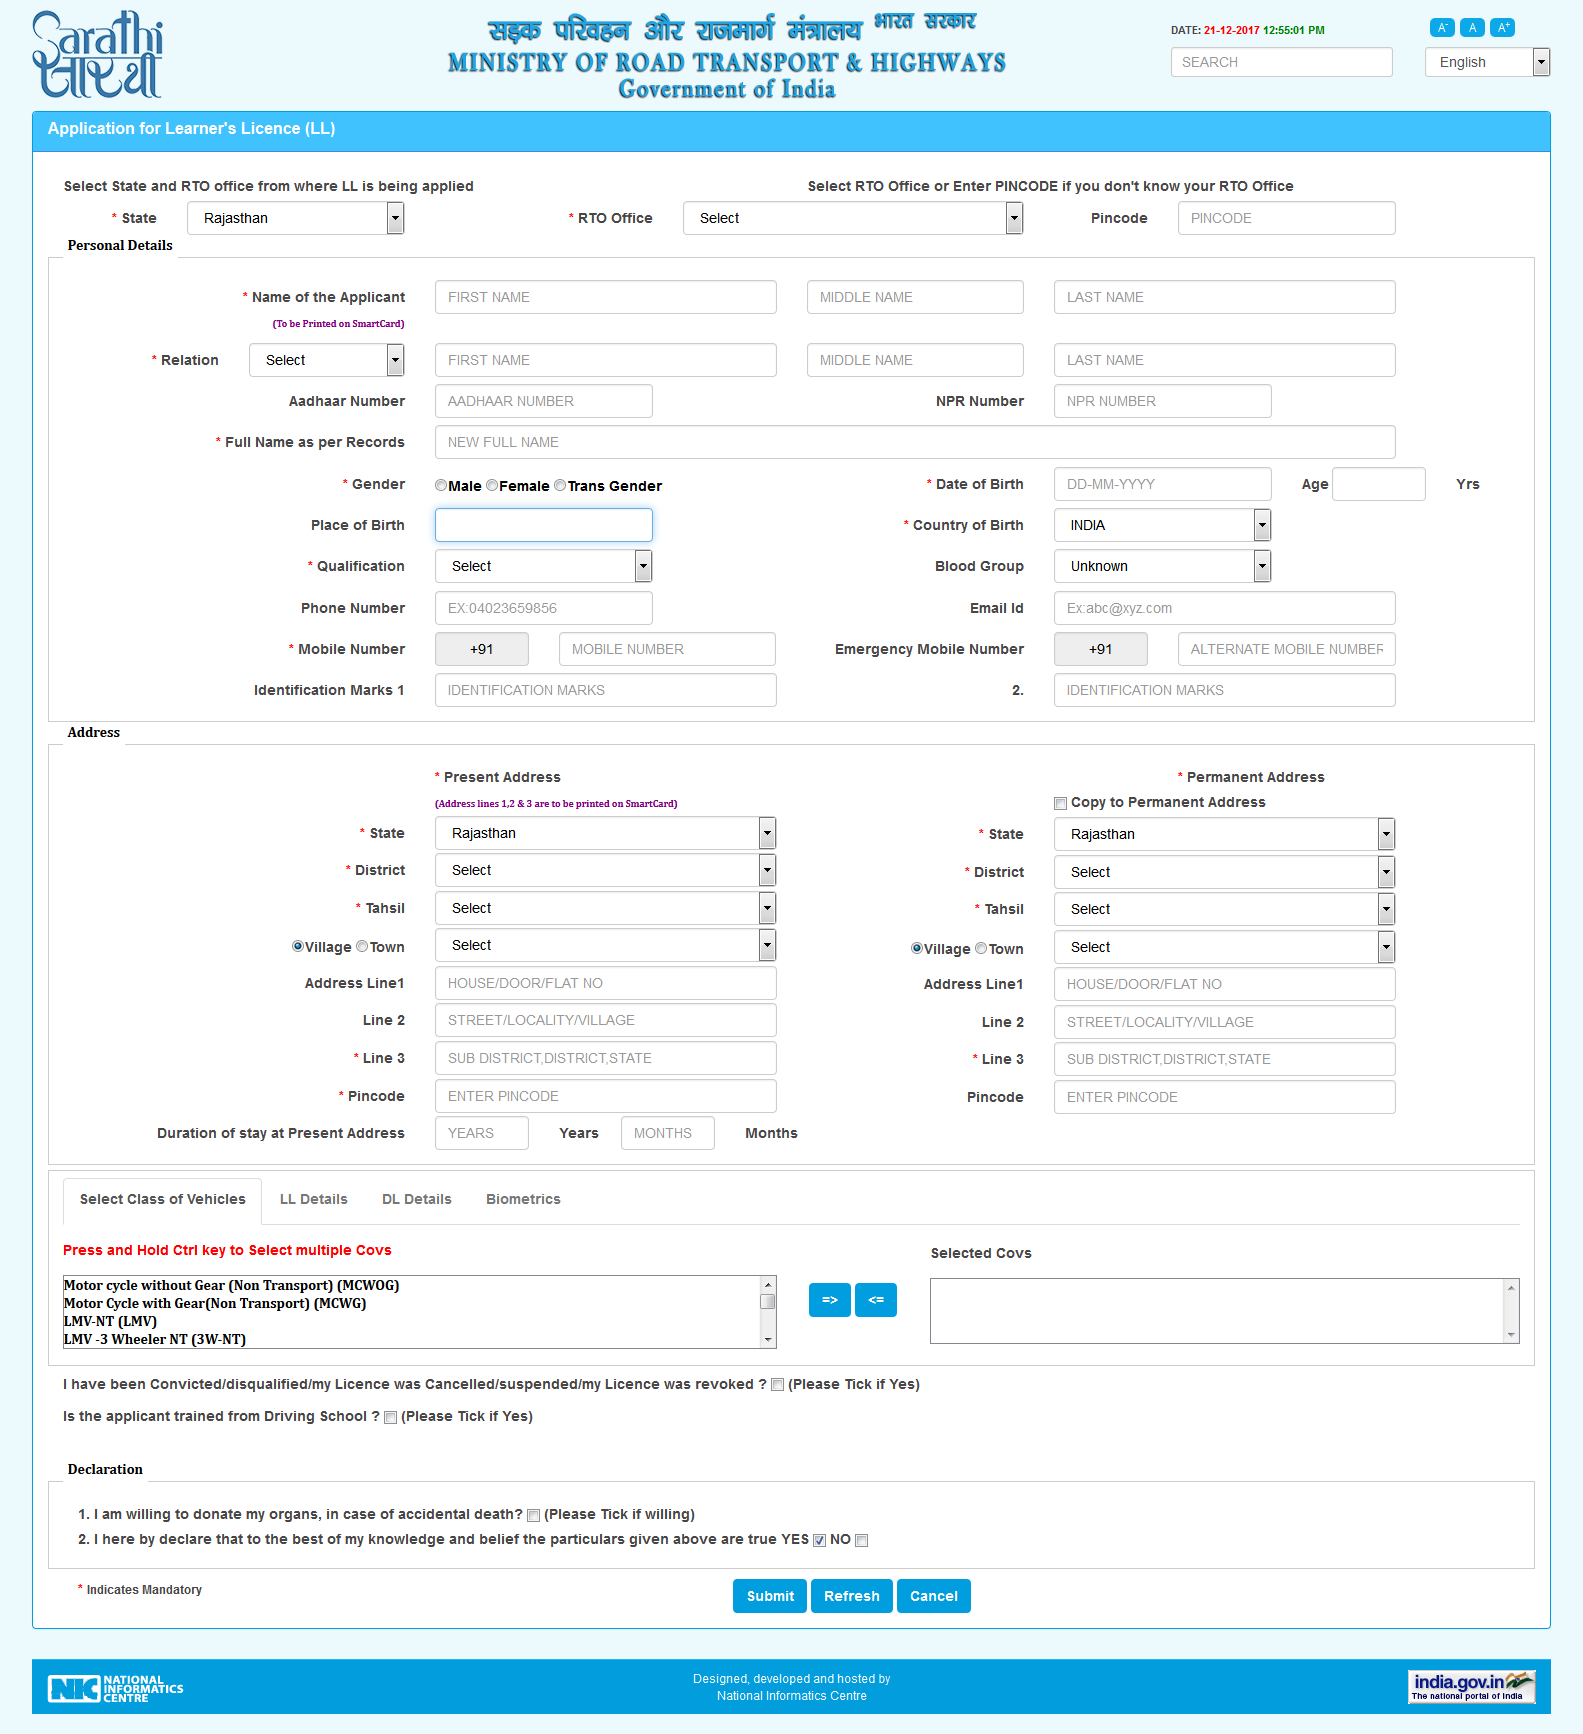 Sarathi
सारथी
सड़क परिवहन और राजमार्ग मंत्रालय भारत सरकार
MINISTRY OF ROAD TRANSPORT & HIGHWAYS
Government of India
DATE: 21-12-2017 12:55:01 PM
A- A A+
SEARCH
English
Application for Learner's Licence (LL)
Select State and RTO office from where LL is being applied
Select RTO Office or Enter PINCODE if you don't know your RTO Office
* State Rajasthan * RTO Office Select Pincode PINCODE
Personal Details
* Name of the Applicant FIRST NAME MIDDLE NAME LAST NAME
(To be Printed on SmartCard)
* Relation Select FIRST NAME MIDDLE NAME LAST NAME
Aadhaar Number AADHAAR NUMBER NPR Number NPR NUMBER
* Full Name as per Records NEW FULL NAME
* Gender Male Female Trans Gender * Date of Birth DD-MM-YYYY Age Yrs
Place of Birth * Country of Birth INDIA
* Qualification Select Blood Group Unknown
Phone Number EX:04023659856 Email Id Ex:abc@xyz.com
* Mobile Number +91 MOBILE NUMBER Emergency Mobile Number +91 ALTERNATE MOBILE NUMBER
Identification Marks 1 IDENTIFICATION MARKS 2. IDENTIFICATION MARKS
Address
* Present Address * Permanent Address
(Address lines 1,2 & 3 are to be printed on SmartCard) Copy to Permanent Address
* State Rajasthan * State Rajasthan
* District Select * District Select
* Tahsil Select * Tahsil Select
Village Town Select Village Town Select
Address Line1 HOUSE/DOOR/FLAT NO Address Line1 HOUSE/DOOR/FLAT NO
Line 2 STREET/LOCALITY/VILLAGE Line 2 STREET/LOCALITY/VILLAGE
* Line 3 SUB DISTRICT,DISTRICT,STATE * Line 3 SUB DISTRICT,DISTRICT,STATE
* Pincode ENTER PINCODE Pincode ENTER PINCODE
Duration of stay at Present Address YEARS Years MONTHS Months
Select Class of Vehicles LL Details DL Details Biometrics
Press and Hold Ctrl key to Select multiple Covs
Selected Covs
Motor cycle without Gear (Non Transport) (MCWOG)
Motor Cycle with Gear(Non Transport) (MCWG)
LMV-NT (LMV)
LMV -3 Wheeler NT (3W-NT)
=> <=
I have been Convicted/disqualified/my Licence was Cancelled/suspended/my Licence was revoked ? (Please Tick if Yes)
Is the applicant trained from Driving School ? (Please Tick if Yes)
Declaration
1. I am willing to donate my organs, in case of accidental death? (Please Tick if willing)
2. I here by declare that to the best of my knowledge and belief the particulars given above are true YES NO
* Indicates Mandatory
Submit Refresh Cancel
NIC NATIONAL
INFORMATICS
CENTRE
Designed, developed and hosted by
National Informatics Centre
india.gov.in
The national portal of India